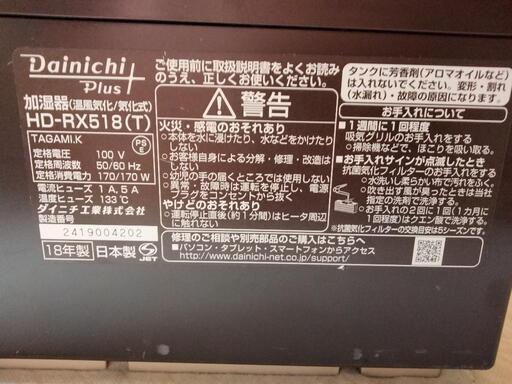 Dainichi
Plus
加湿器(温風気化/気化式)
HD-RX518(T)
TAGAMI.K
PS
E
定格電圧: 100 V
定格周波数: 50/60 Hz
定格消費電力: 170/170 W
電流ヒューズ 1A,5A
温度ヒューズ 133℃
ダイニチ工業株式会社
製造番号
2419004202
18年製 日本製 JET
ご使用前に取扱説明書をよくお読み
のうえ、正しくお使いください。
警告
火災・感電のおそれあり
●本体を水に浸したり、水などをかけたり
しない
●お客様自身による分解・修理・改造はし
ない
●幼児の手の届くところでは使用しない
●異常・故障時は運転を停止し、電源
プラグをコンセントから抜く
やけどのおそれあり
●運転停止直後(約1分間)はヒータ周辺
に触れない
修理のご相談や別売部品のご購入はこちらへ
■パソコン・タブレット・スマートフォンからアクセス
http://www.dainichi-net.co.jp/support/
タンクに芳香剤(アロマオイルなど)
は入れないでください。変形・割れ
(水漏れ)・故障の原因になります。
お手入れについて
■1週間に1回程度
吸気グリルのお手入れをする
●掃除機などで、ほこりを取る
■お手入れサインが点滅したとき
抗菌気化フィルターのお手入れをする
●水洗いし柔らかい布で汚れをふく。
●吹き出す風が臭うときは、当社
指定の洗剤で洗浄する。
●お手入れの2回に1回(1カ月に
1回程度)はクエン酸で洗浄する。
※抗菌気化フィルターの交換目安は5シーズンです。